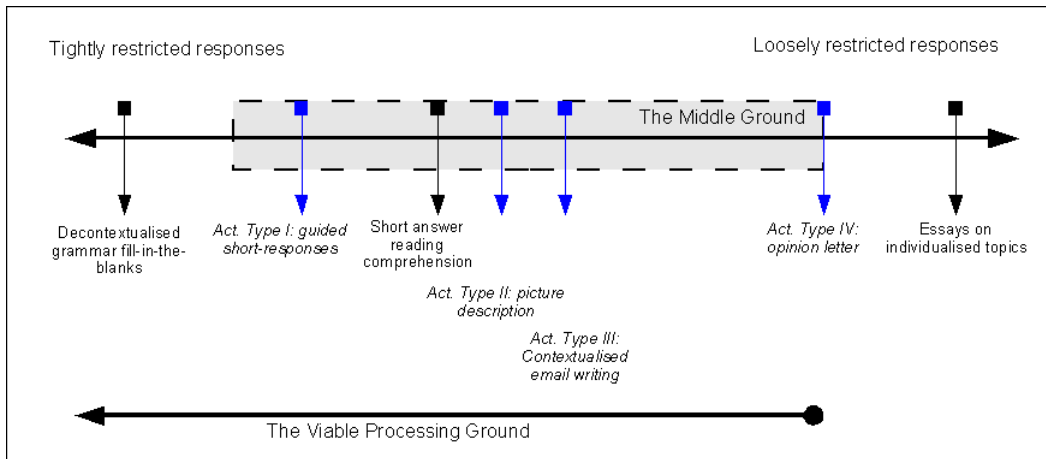 Tightly restricted responses
Loosely restricted responses
The Middle Ground
Decontextualised
grammar fill-in-the-
blanks
Act. Type I: guided
short-responses
Short answer
reading
comprehension
Act. Type II: picture
description
Act. Type III:
Contextualised
email writing
Act. Type IV:
opinion letter
Essays on
individualised topics
The Viable Processing Ground